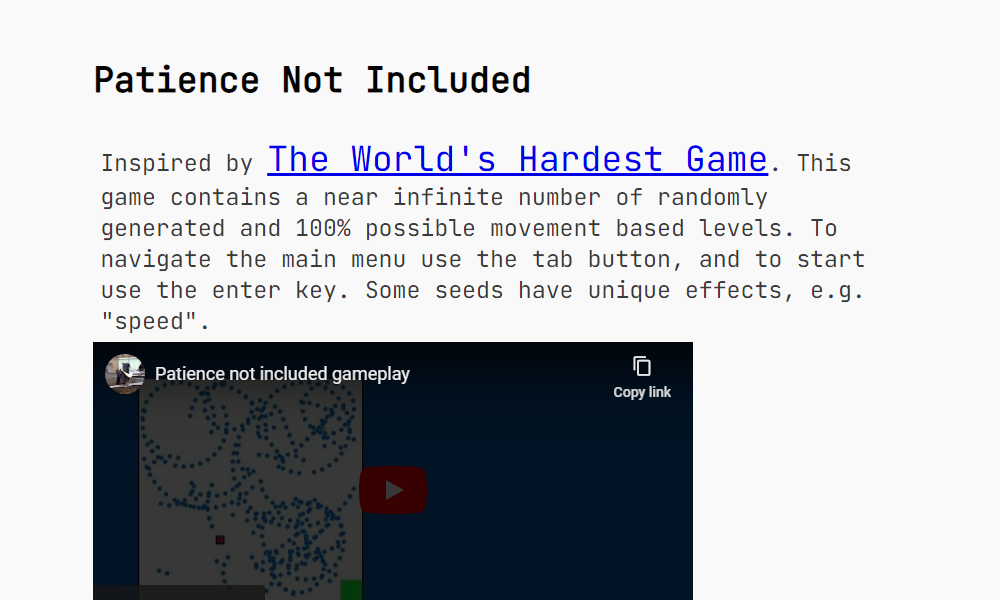 Patience Not Included
Inspired by The World's Hardest Game. This
game contains a near infinite number of randomly
generated and 100% possible movement based levels. To
navigate the main menu use the tab button, and to start
use the enter key. Some seeds have unique effects, e.g.
"speed".
Patience not included gameplay
Copy link